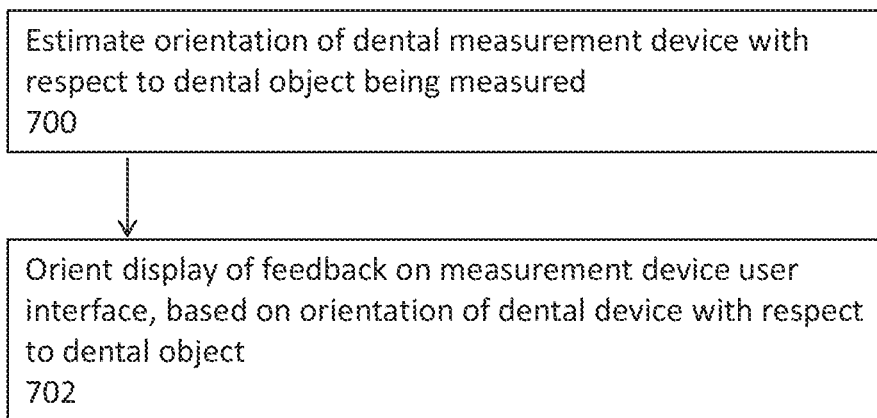 Estimate orientation of dental measurement device with
respect to dental object being measured
700
Orient display of feedback on measurement device user
interface, based on orientation of dental device with respect
to dental object
702